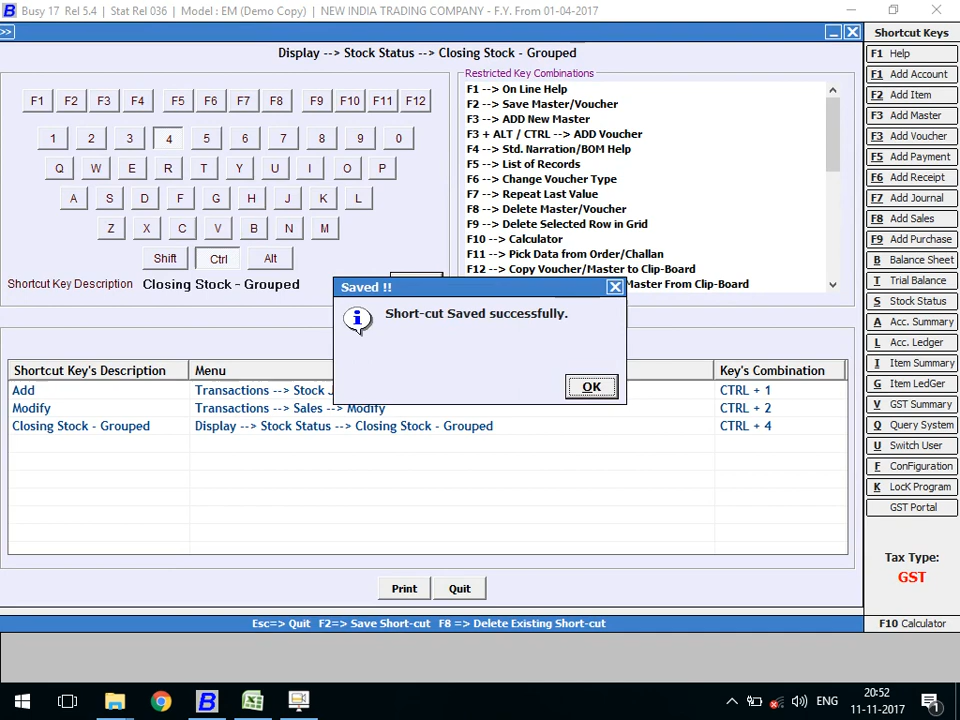 Busy 17 Rel 5.4 | Stat Rel 036 | Model : EM (Demo Copy) | NEW INDIA TRADING COMPANY - F.Y. From 01-04-2017
>>
Display --> Stock Status --> Closing Stock - Grouped
F1 F2 F3 F4 F5 F6 F7 F8 F9 F10 F11 F12
1 2 3 4 5 6 7 8 9 0
Q W E R T Y U I O P
A S D F G H J K L
Z X C V B N M
Shift Ctrl Alt
Shortcut Key Description Closing Stock - Grouped
Restricted Key Combinations
F1 --> On Line Help
F2 --> Save Master/Voucher
F3 --> ADD New Master
F3 + ALT / CTRL --> ADD Voucher
F4 --> Std. Narration/BOM Help
F5 --> List of Records
F6 --> Change Voucher Type
F7 --> Repeat Last Value
F8 --> Delete Master/Voucher
F9 --> Delete Selected Row in Grid
F10 --> Calculator
F11 --> Pick Data from Order/Challan
F12 --> Copy Voucher/Master to Clip-Board
Master From Clip-Board
Saved !!
Short-cut Saved successfully.
OK
Shortcut Key's Description Menu Key's Combination
Add Transactions --> Stock CTRL + 1
Modify Transactions --> Sales --> Modify CTRL + 2
Closing Stock - Grouped Display --> Stock Status --> Closing Stock - Grouped CTRL + 4
Print Quit
Esc=> Quit F2=> Save Short-cut F8 => Delete Existing Short-cut
Shortcut Keys
F1 Help
F1 Add Account
F2 Add Item
F3 Add Master
F3 Add Voucher
F5 Add Payment
F6 Add Receipt
F7 Add Journal
F8 Add Sales
F9 Add Purchase
B Balance Sheet
T Trial Balance
S Stock Status
A Acc. Summary
L Acc. Ledger
I Item Summary
G Item LedGer
V GST Summary
Q Query System
U Switch User
F ConFiguration
K LocK Program
GST Portal
Tax Type:
GST
F10 Calculator
ENG
20:52
11-11-2017
1